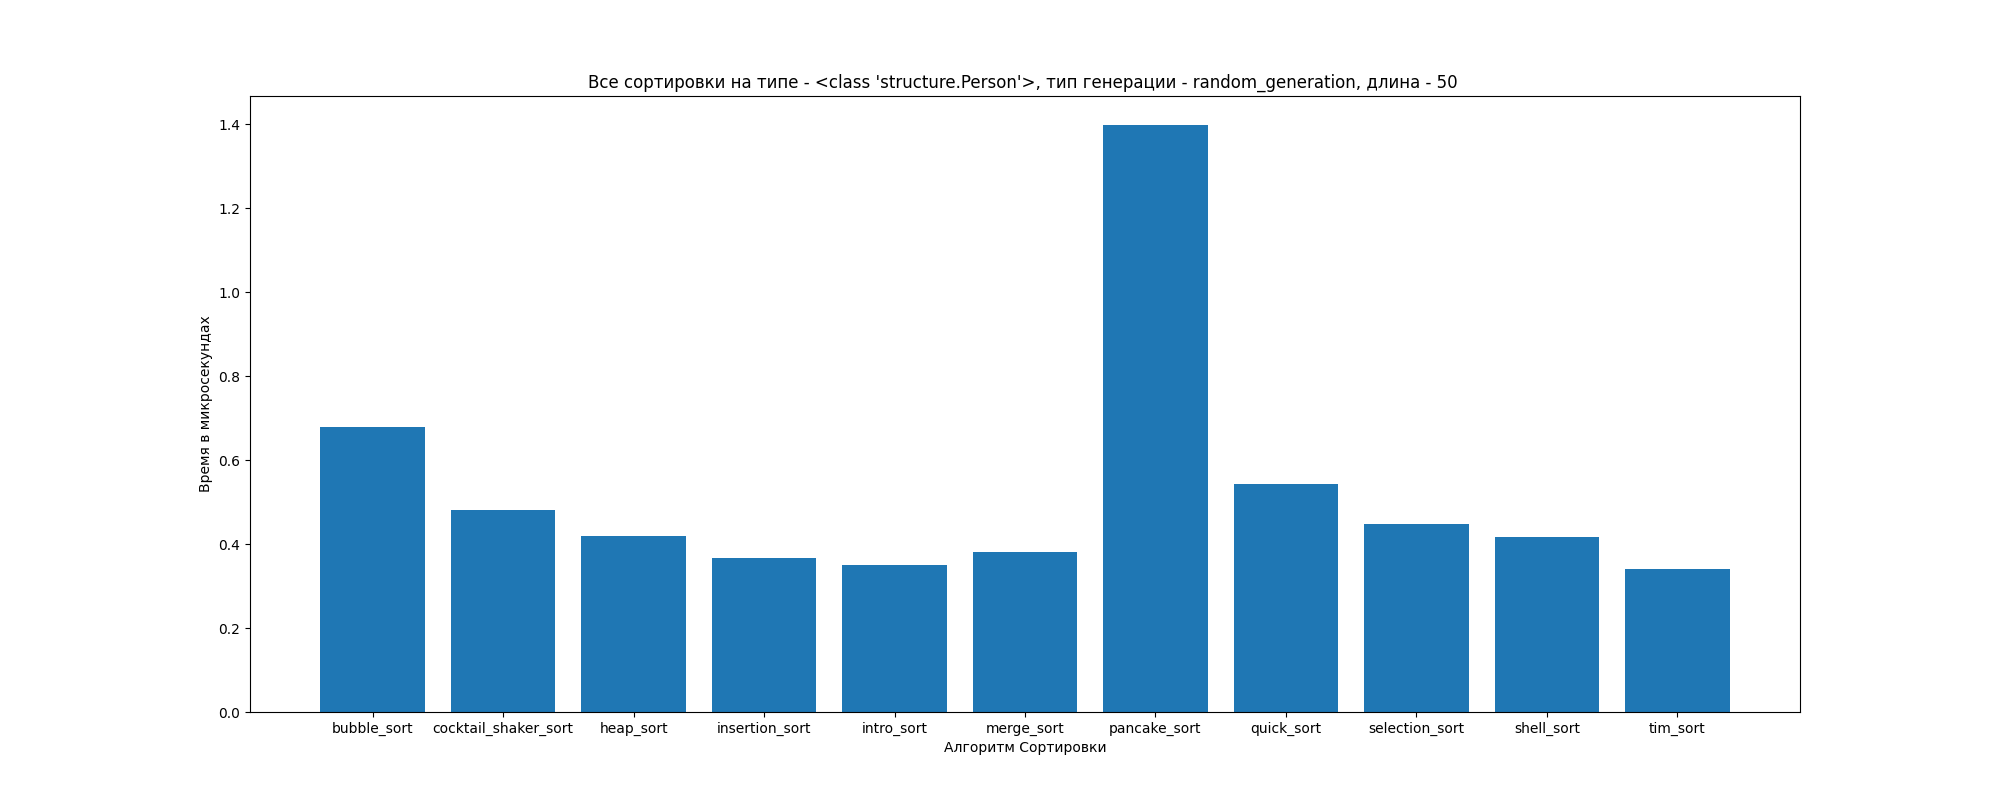 Все сортировки на типе - <class 'structure.Person'>, тип генерации - random_generation, длина - 50
Время в микросекундах
1.4
1.2
1.0
0.8
0.6
0.4
0.2
0.0
bubble_sort cocktail_shaker_sort heap_sort insertion_sort intro_sort merge_sort pancake_sort quick_sort selection_sort shell_sort tim_sort
Алгоритм Сортировки